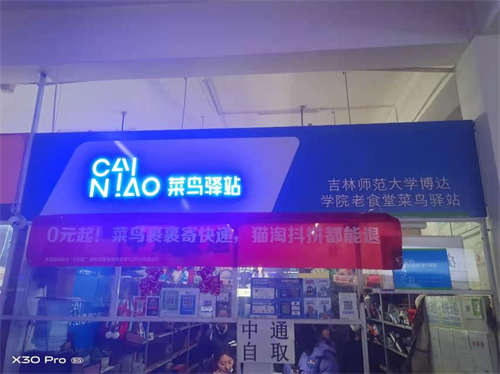 CAI
NIAO 菜鸟驿站
吉林师范大学博达
学院老食堂菜鸟驿站
0元起！菜鸟裹裹寄快递，猫淘抖拼都能退
中通
自取
X30 Pro 5G